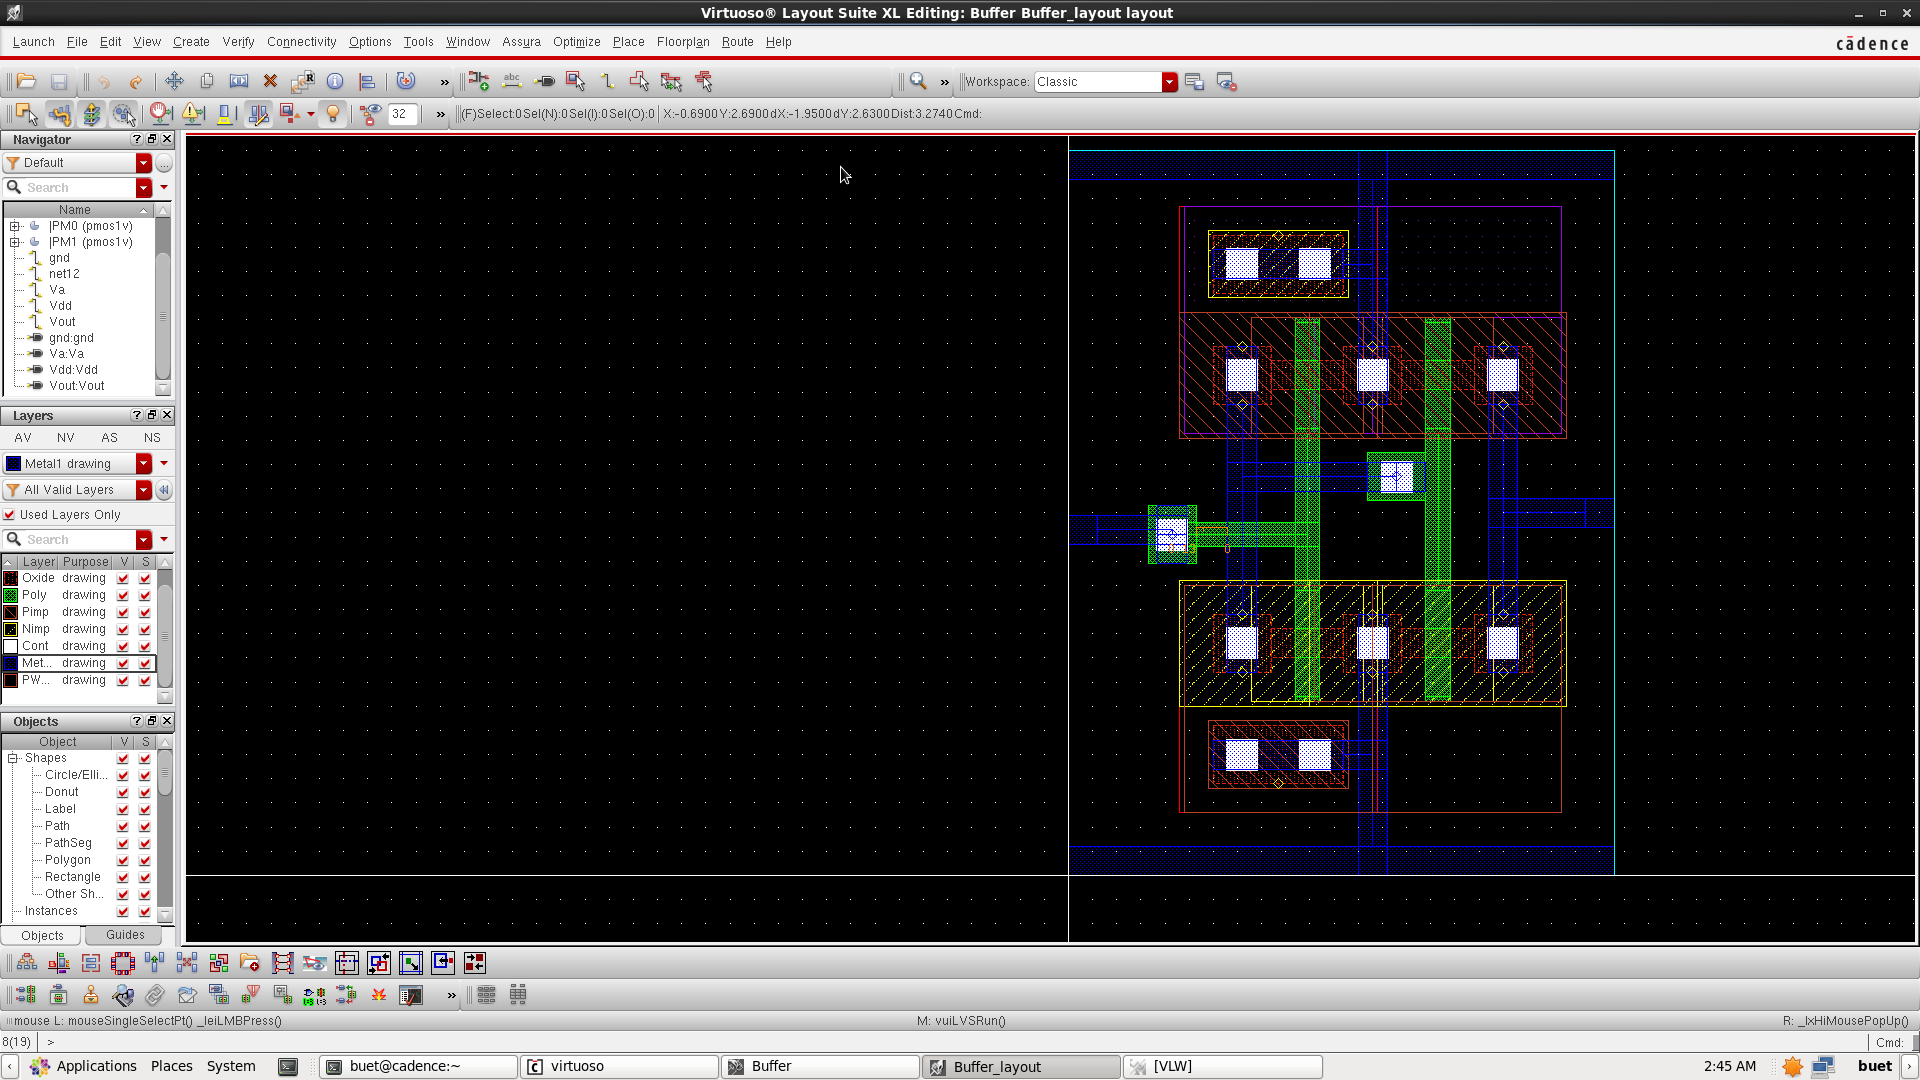 Virtuoso® Layout Suite XL Editing: Buffer Buffer_layout layout
Launch File Edit View Create Verify Connectivity Options Tools Window Assura Optimize Place Floorplan Route Help
cādence
abc
R
Workspace: Classic
32
(F)Select:0 Sel(N):0 Sel(I):0 Sel(O):0 X:-0.6900 Y:2.6900 dX:-1.9500 dY:2.6300 Dist:3.2740 Cmd:
Navigator
Default
Search
Name
|PM0 (pmos1v)
|PM1 (pmos1v)
gnd
net12
Va
Vdd
Vout
gnd:gnd
Va:Va
Vdd:Vdd
Vout:Vout
Layers
AV NV AS NS
Metal1 drawing
All Valid Layers
Used Layers Only
Search
Layer Purpose V S
Oxide drawing
Poly drawing
Pimp drawing
Nimp drawing
Cont drawing
Met... drawing
PW... drawing
Objects
Object V S
Shapes
Circle/Elli...
Donut
Label
Path
PathSeg
Polygon
Rectangle
Other Sh...
Instances
Objects Guides
mouse L: mouseSingleSelectPt() _leiLMBPress() M: vuiLVSRun() R: _lxHiMousePopUp()
8(19) > Cmd:
Applications Places System buet@cadence:~ virtuoso Buffer Buffer_layout [VLW] 2:45 AM buet